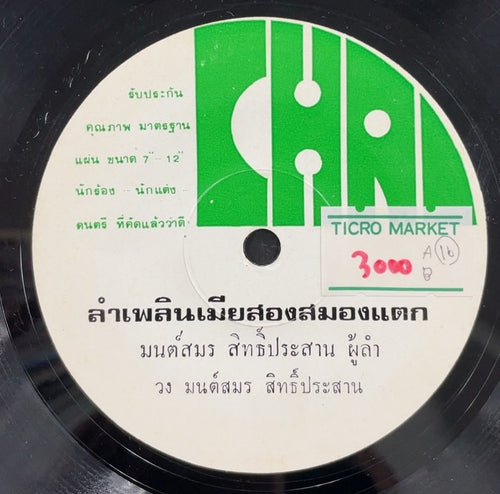 CHAI
รับประกัน
คุณภาพ มาตรฐาน
แผ่น ขนาด 7" - 12"
นักร้อง - นักแต่ง -
ดนตรี ที่คัดแล้วว่าดี
TICRO MARKET
3000
A 16
B
ลำเพลินเมียสองสมองแตก
มนต์สมร สิทธิ์ประสาน ผู้ลำ
วง มนต์สมร สิทธิ์ประสาน